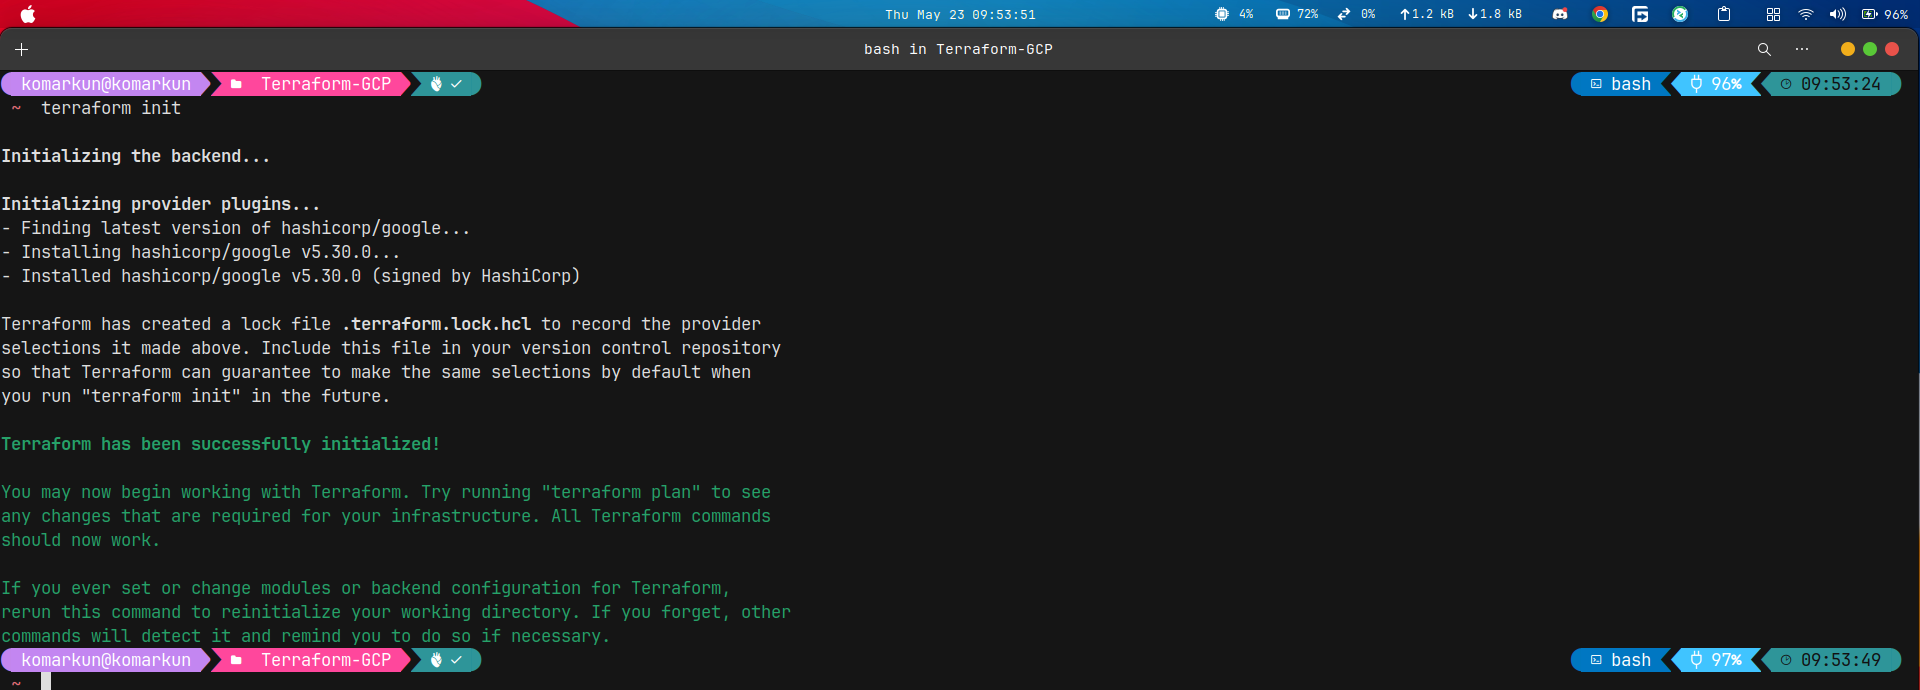 Thu May 23 09:53:51 4% 72% 0% 1.2 kB 1.8 kB 96%
bash in Terraform-GCP
komarkun@komarkun Terraform-GCP bash 96% 09:53:24
~ terraform init
Initializing the backend...
Initializing provider plugins...
- Finding latest version of hashicorp/google...
- Installing hashicorp/google v5.30.0...
- Installed hashicorp/google v5.30.0 (signed by HashiCorp)
Terraform has created a lock file .terraform.lock.hcl to record the provider
selections it made above. Include this file in your version control repository
so that Terraform can guarantee to make the same selections by default when
you run "terraform init" in the future.
Terraform has been successfully initialized!
You may now begin working with Terraform. Try running "terraform plan" to see
any changes that are required for your infrastructure. All Terraform commands
should now work.
If you ever set or change modules or backend configuration for Terraform,
rerun this command to reinitialize your working directory. If you forget, other
commands will detect it and remind you to do so if necessary.
komarkun@komarkun Terraform-GCP bash 97% 09:53:49
~